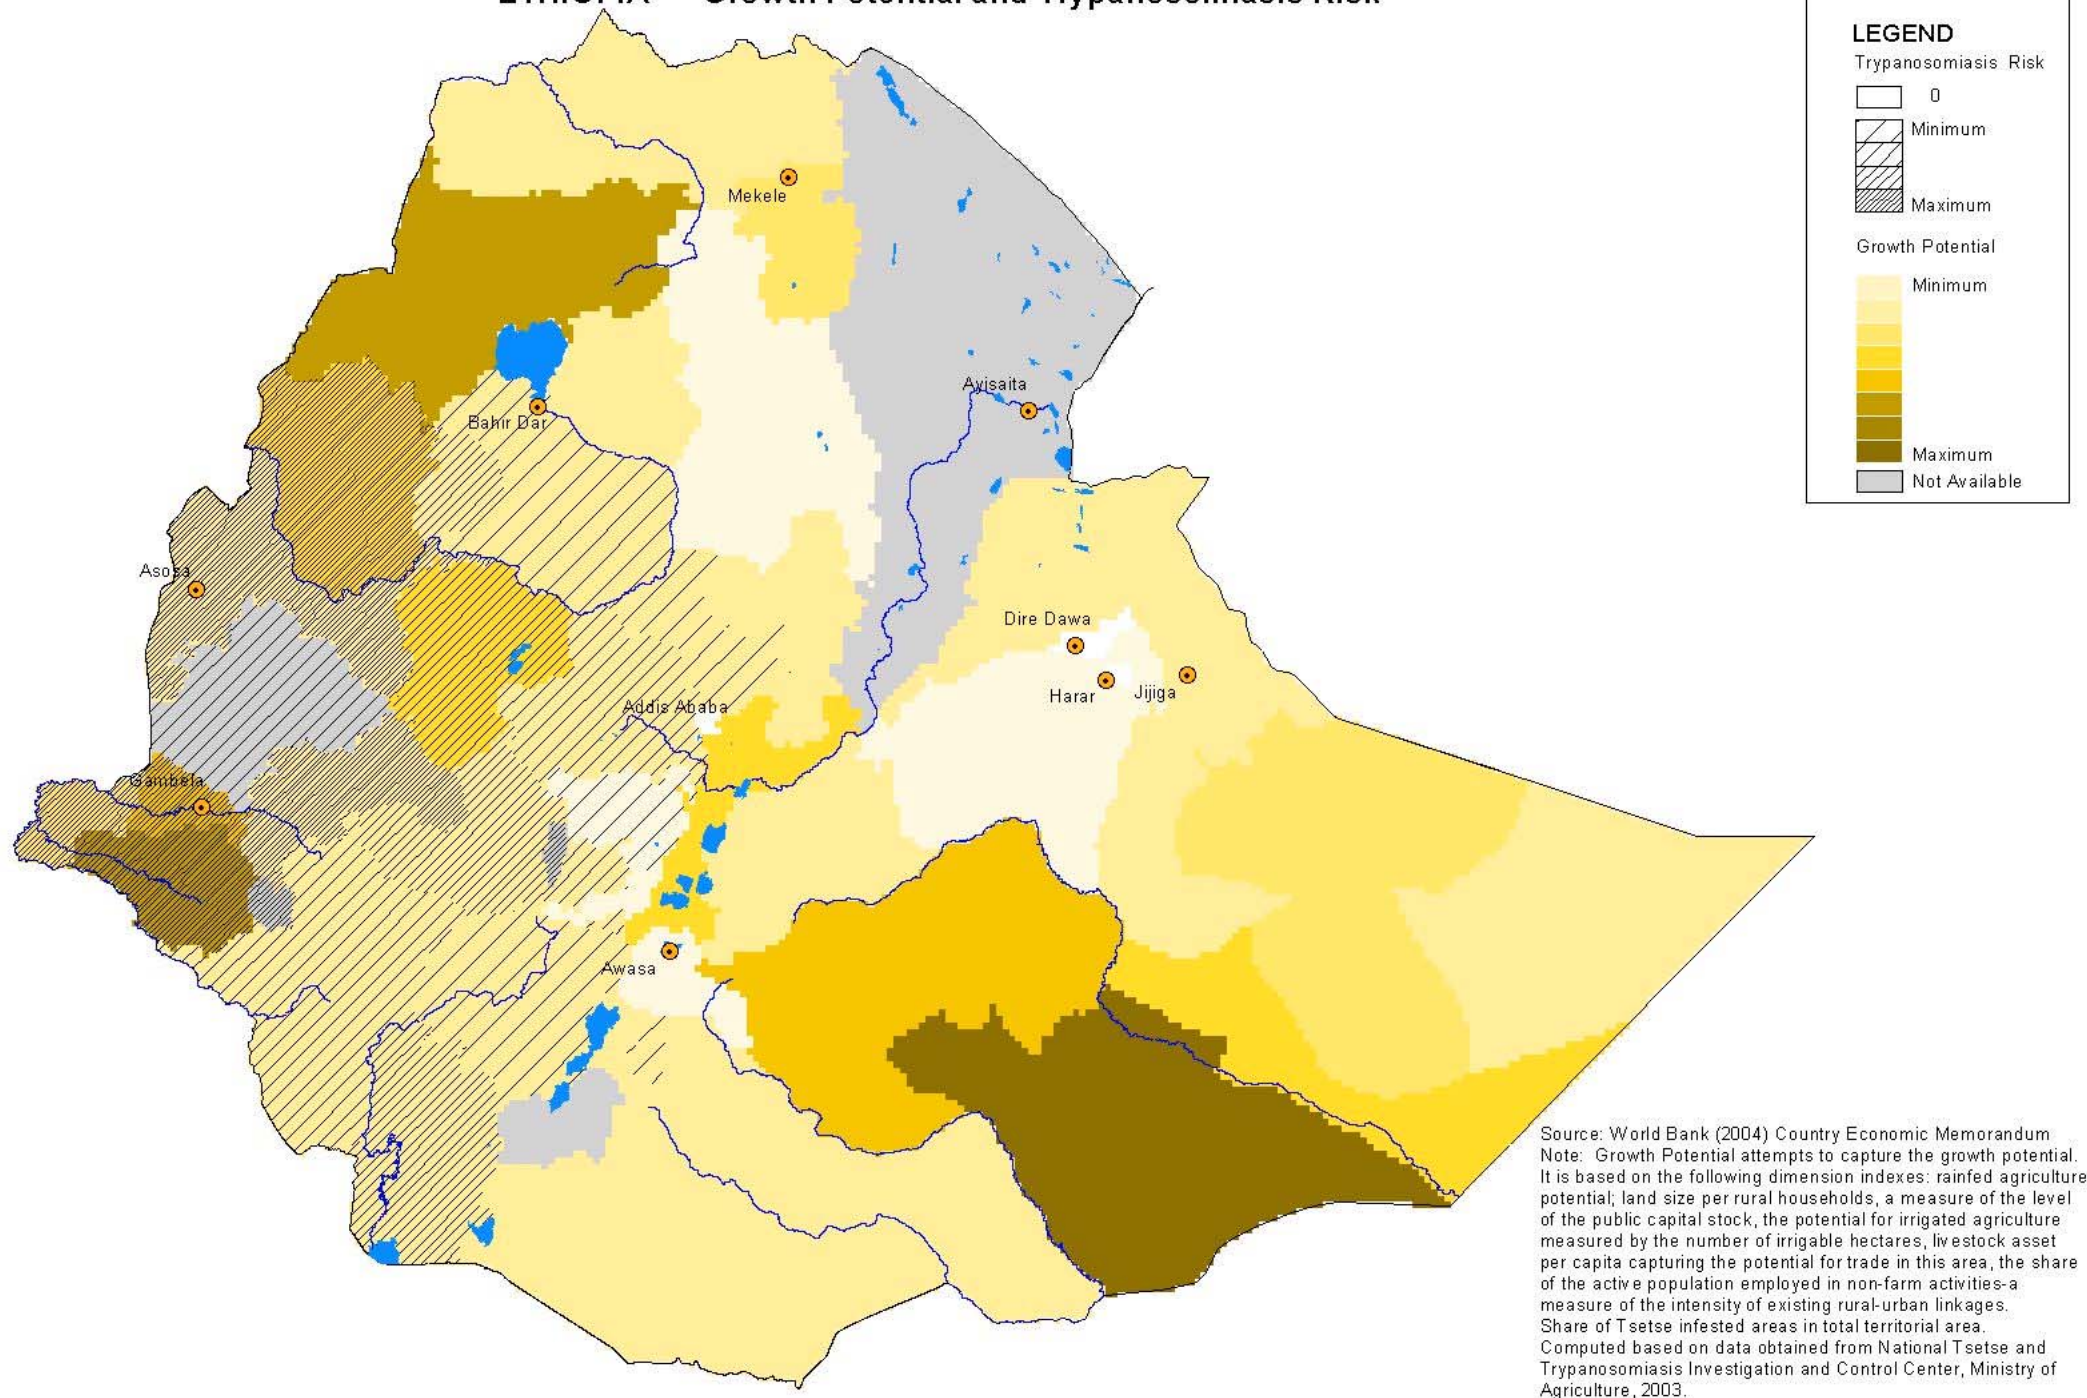 LEGEND
Trypanosomiasis Risk
0
Minimum
Maximum
Growth Potential
Minimum
Maximum
Not Available
Mekele
Ayisaita
Bahir Dar
Asosa
Dire Dawa
Harar
Jijiga
Addis Ababa
Gambela
Awasa
Source: World Bank (2004) Country Economic Memorandum
Note: Growth Potential attempts to capture the growth potential.
It is based on the following dimension indexes: rainfed agriculture
potential; land size per rural households, a measure of the level
of the public capital stock, the potential for irrigated agriculture
measured by the number of irrigable hectares, livestock asset
per capita capturing the potential for trade in this area, the share
of the active population employed in non-farm activities-a
measure of the intensity of existing rural-urban linkages.
Share of Tsetse infested areas in total territorial area.
Computed based on data obtained from National Tsetse and
Trypanosomiasis Investigation and Control Center, Ministry of
Agriculture, 2003.